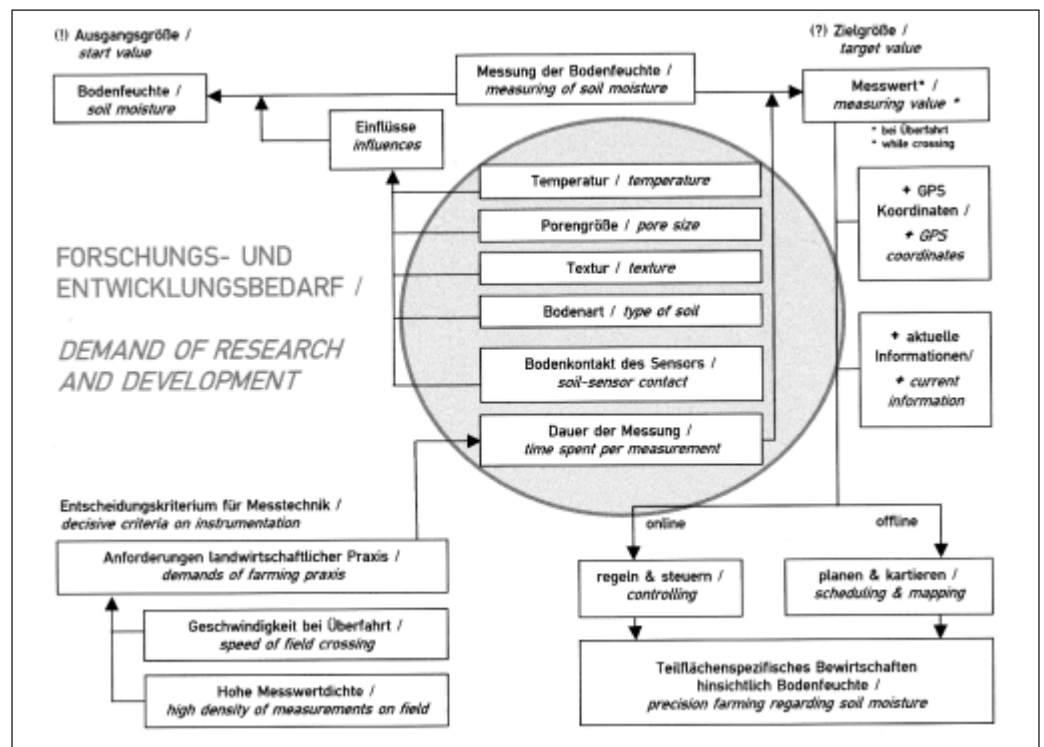 (!) Ausgangsgröße /
start value
Bodenfeuchte /
soil moisture
Messung der Bodenfeuchte /
measuring of soil moisture
(?) Zielgröße /
target value
Messwert* /
measuring value *
* bei Überfahrt
* while crossing
Einflüsse
influences
Temperatur / temperature
Porengröße / pore size
Textur / texture
Bodenart / type of soil
Bodenkontakt des Sensors /
soil-sensor contact
Dauer der Messung /
time spent per measurement
+ GPS
Koordinaten /
+ GPS
coordinates
+ aktuelle
Informationen/
+ current
information
FORSCHUNGS- UND
ENTWICKLUNGSBEDARF /
DEMAND OF RESEARCH
AND DEVELOPMENT
Entscheidungskriterium für Messtechnik /
decisive criteria on instrumentation
Anforderungen landwirtschaftlicher Praxis /
demands of farming praxis
Geschwindigkeit bei Überfahrt /
speed of field crossing
Hohe Messwertdichte /
high density of measurements on field
online
offline
regeln & steuern /
controlling
planen & kartieren /
scheduling & mapping
Teilflächenspezifisches Bewirtschaften
hinsichtlich Bodenfeuchte /
precision farming regarding soil moisture